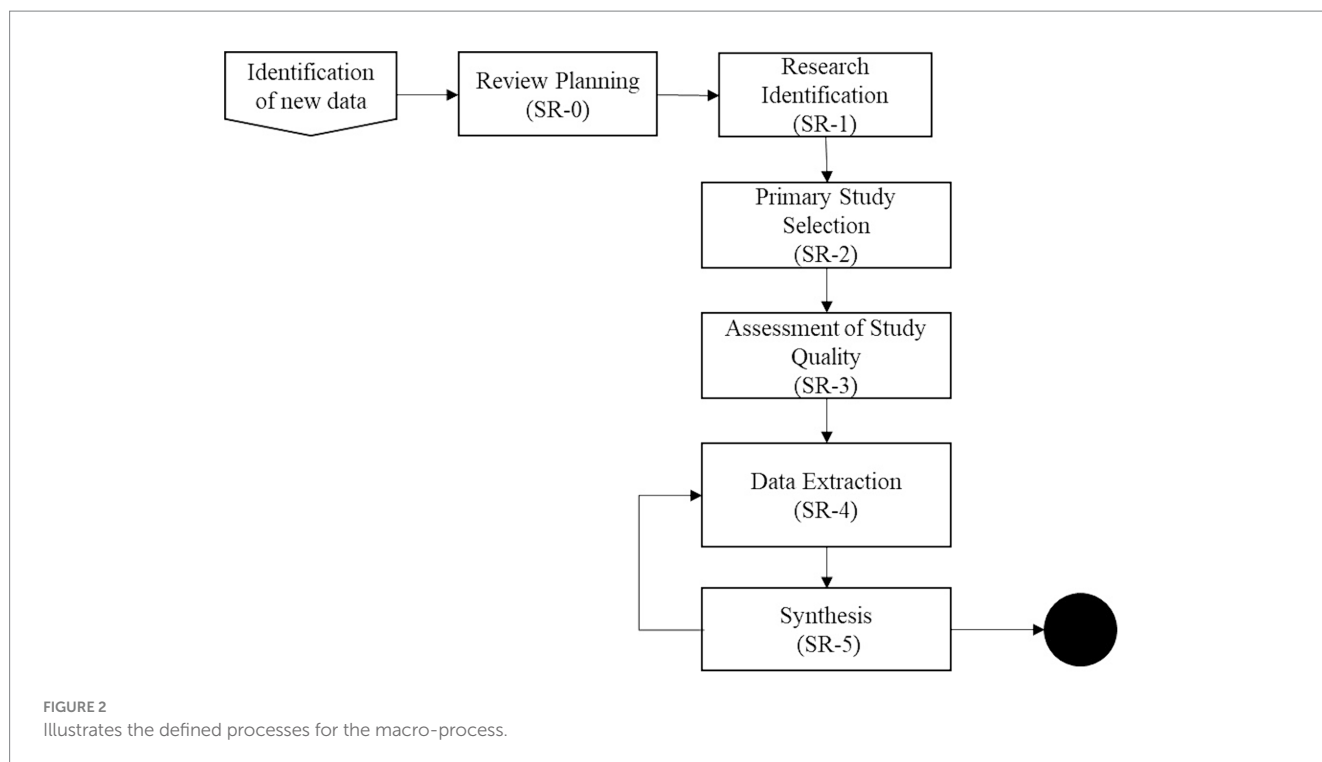 Identification
of new data
Review Planning
(SR-0)
Research
Identification
(SR-1)
Primary Study
Selection
(SR-2)
Assessment of Study
Quality
(SR-3)
Data Extraction
(SR-4)
Synthesis
(SR-5)
FIGURE 2
Illustrates the defined processes for the macro-process.